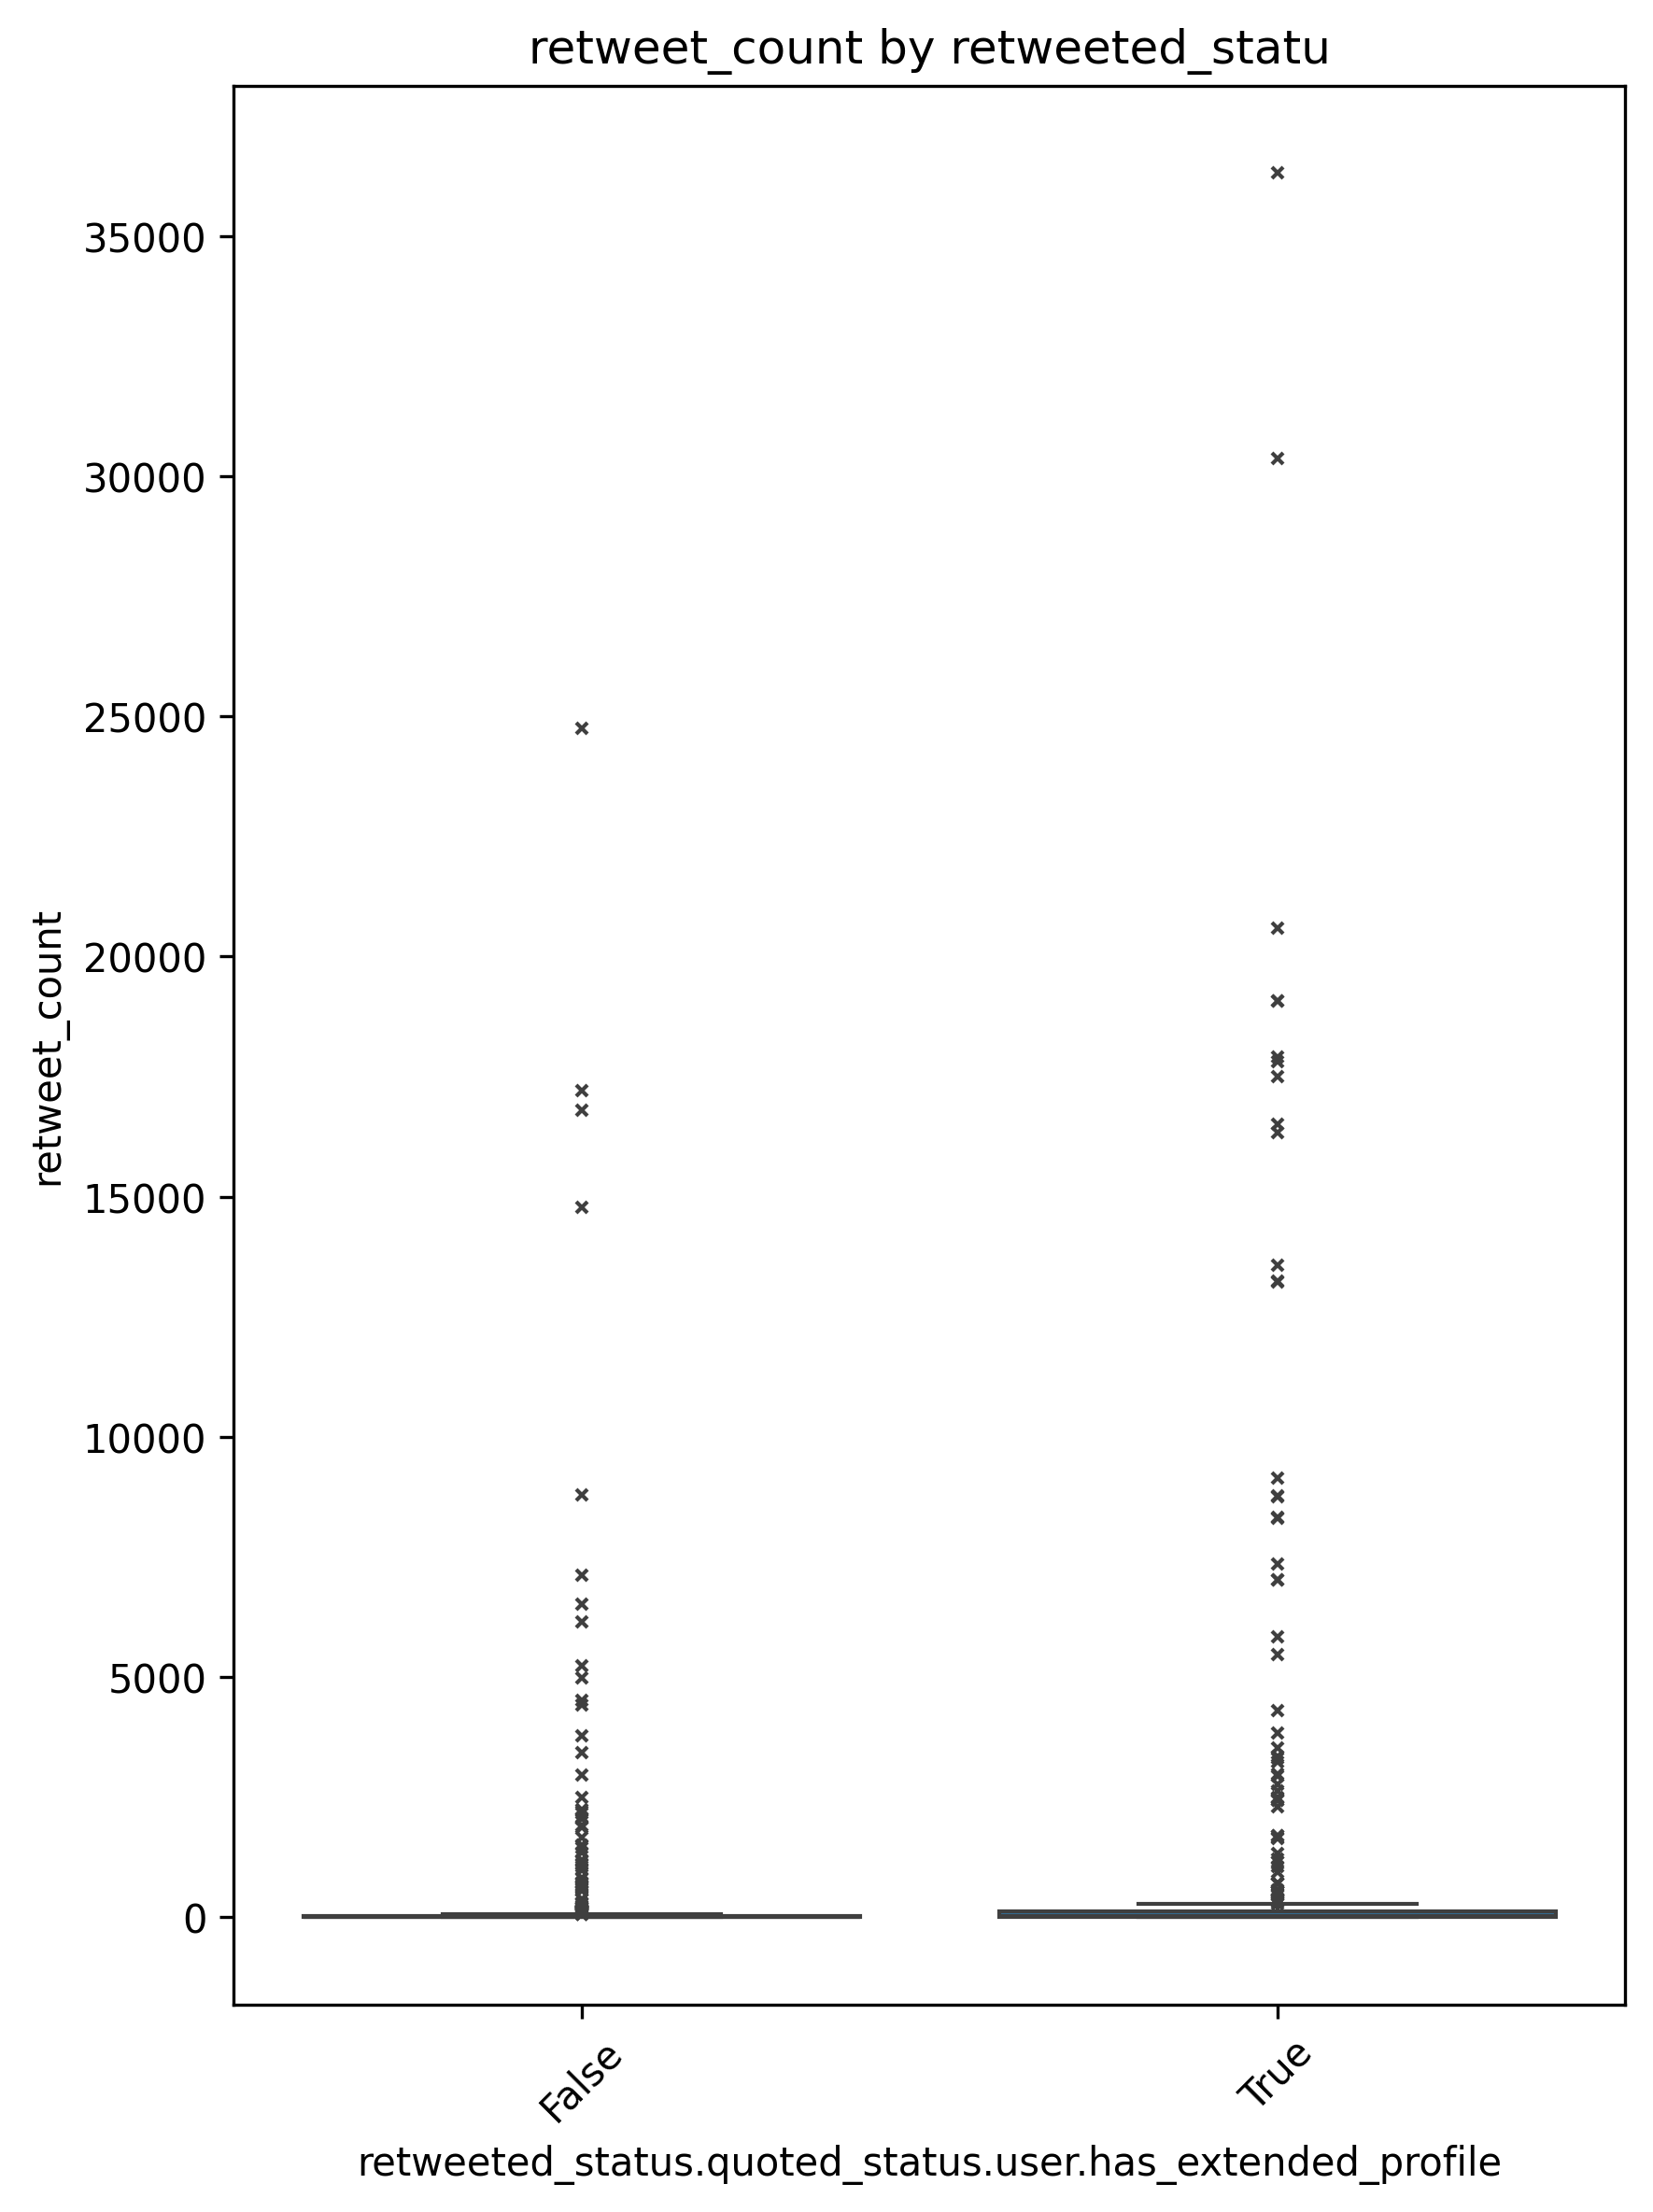 retweet_count by retweeted_statu
35000
30000
25000
20000
15000
10000
5000
0
retweet_count
False
True
retweeted_status.quoted_status.user.has_extended_profile